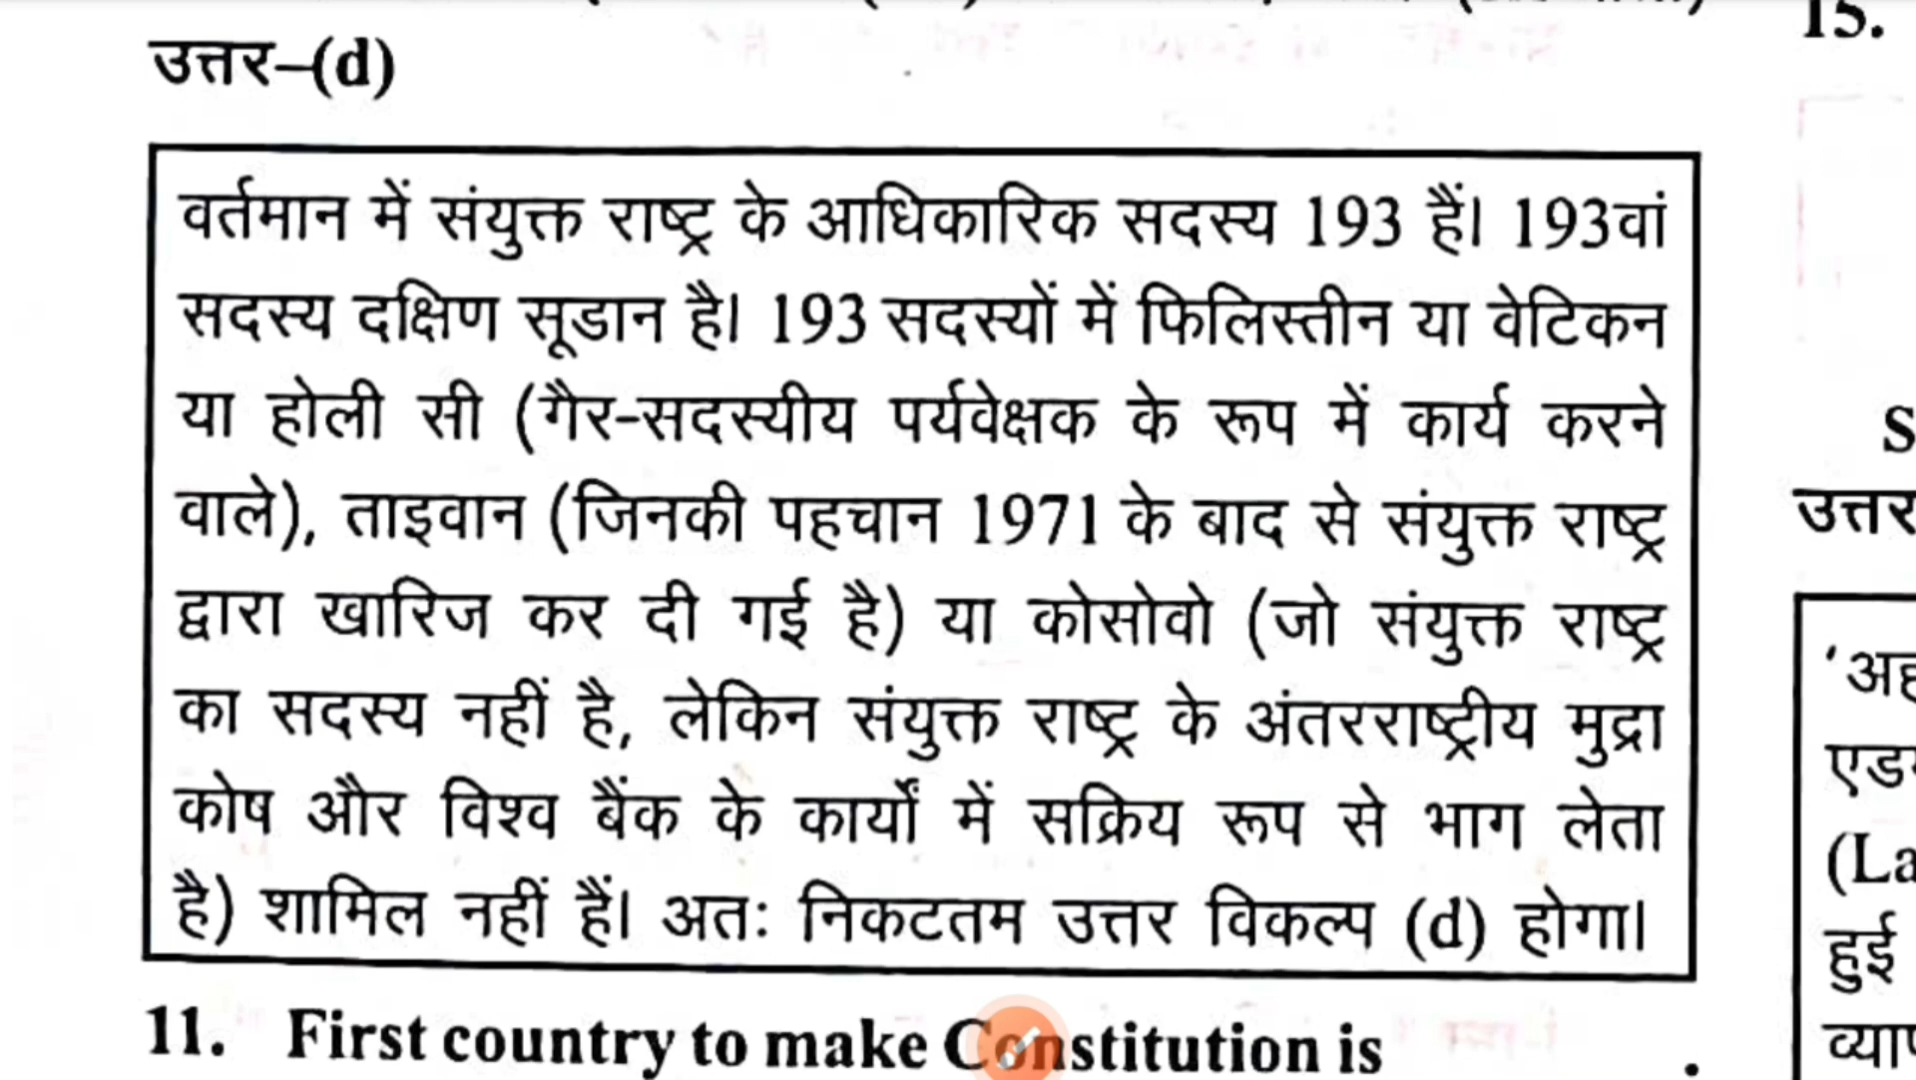 15.
उत्तर–(d)
वर्तमान में संयुक्त राष्ट्र के आधिकारिक सदस्य 193 हैं। 193वां
सदस्य दक्षिण सूडान है। 193 सदस्यों में फिलिस्तीन या वेटिकन
या होली सी (गैर-सदस्यीय पर्यवेक्षक के रूप में कार्य करने
वाले), ताइवान (जिनकी पहचान 1971 के बाद से संयुक्त राष्ट्र
द्वारा खारिज कर दी गई है) या कोसोवो (जो संयुक्त राष्ट्र
का सदस्य नहीं है, लेकिन संयुक्त राष्ट्र के अंतरराष्ट्रीय मुद्रा
कोष और विश्व बैंक के कार्यों में सक्रिय रूप से भाग लेता
है) शामिल नहीं हैं। अतः निकटतम उत्तर विकल्प (d) होगा।
11. First country to make Constitution is
S
उत्तर
(La
हुई